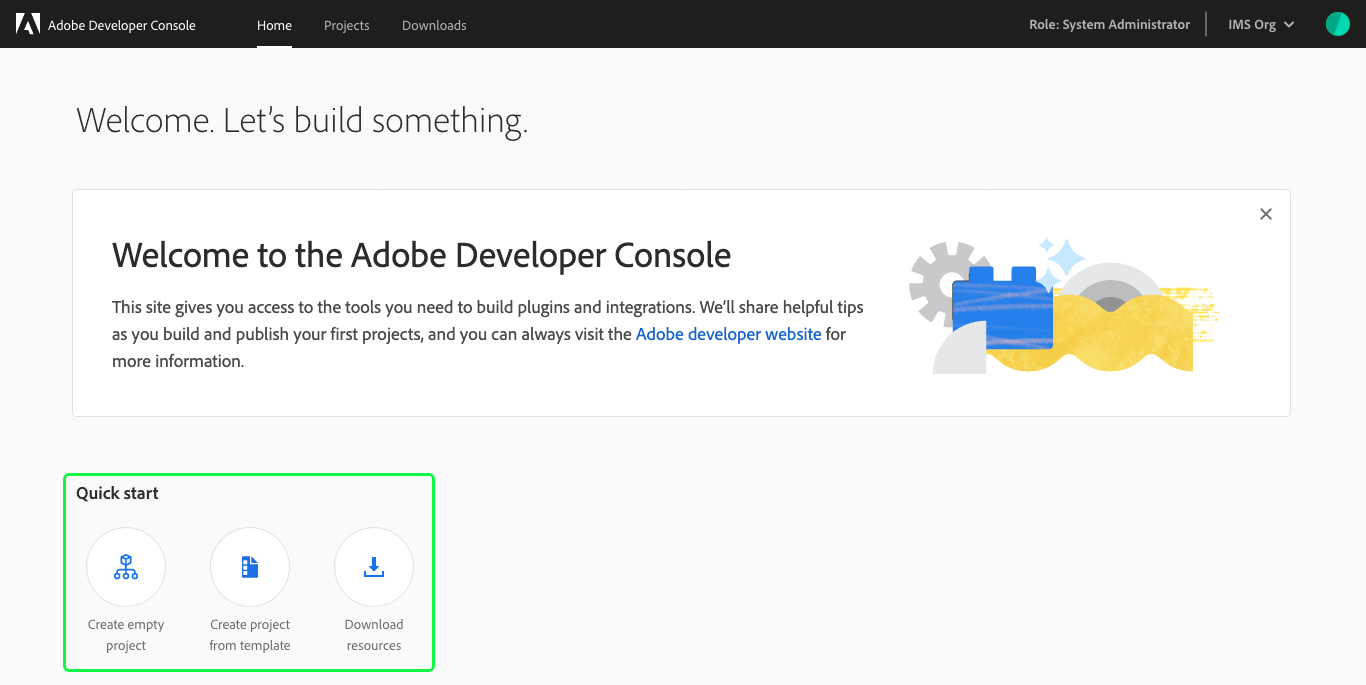 Adobe Developer Console Home Projects Downloads Role: System Administrator IMS Org
Welcome. Let’s build something.
Welcome to the Adobe Developer Console
This site gives you access to the tools you need to build plugins and integrations. We’ll share helpful tips
as you build and publish your first projects, and you can always visit the Adobe developer website for
more information.
Quick start
Create empty
project
Create project
from template
Download
resources